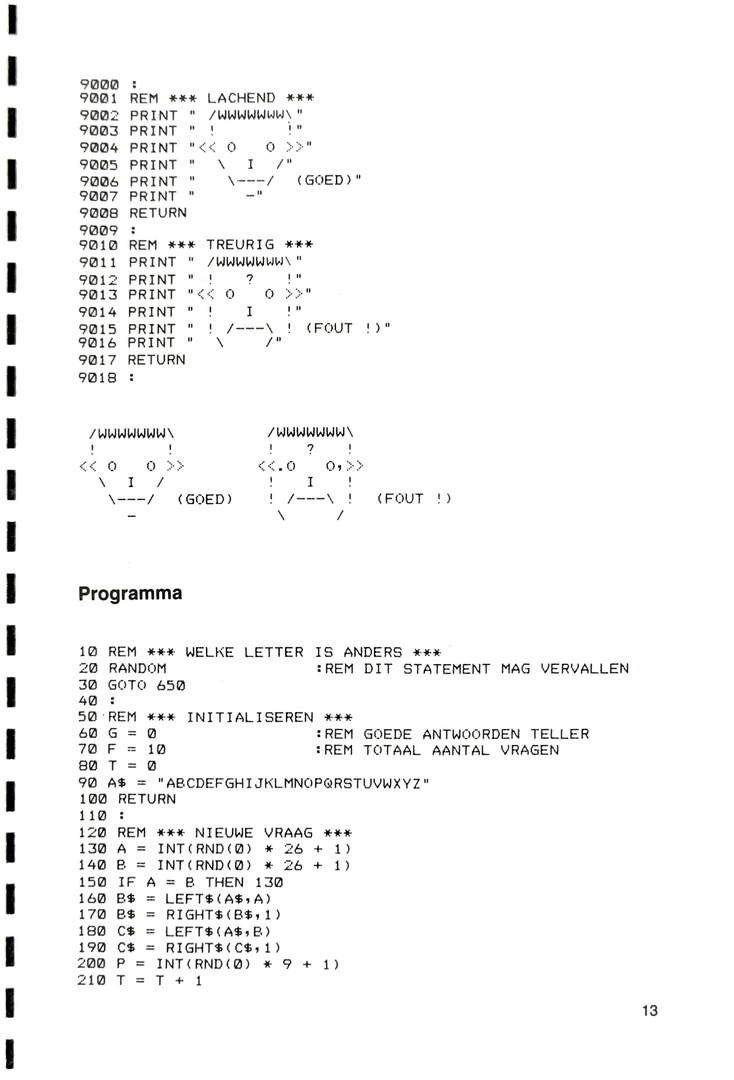 9000 :
9001 REM *** LACHEND ***
9002 PRINT "  /WWWWWWW\"
9003 PRINT "  !         !"
9004 PRINT "<< O    O >>"
9005 PRINT "   \   I   /"
9006 PRINT "    \---/   (GOED)"
9007 PRINT "      -"
9008 RETURN
9009 :
9010 REM *** TREURIG ***
9011 PRINT "  /WWWWWWW\"
9012 PRINT "  !    ?    !"
9013 PRINT "<< O    O >>"
9014 PRINT "  !    I    !"
9015 PRINT "  ! /---\ ! (FOUT !)"
9016 PRINT "   \      /"
9017 RETURN
9018 :
/WWWWWWW\          /WWWWWWW\
!         !          !    ?    !
<< O    O >>        <<.O    O,>>
\   I   /            !    I    !
\---/   (GOED)    ! /---\ !   (FOUT !)
-                  \      /
Programma
10 REM *** WELKE LETTER IS ANDERS ***
20 RANDOM                :REM DIT STATEMENT MAG VERVALLEN
30 GOTO 650
40 :
50 REM *** INITIALISEREN ***
60 G = 0                 :REM GOEDE ANTWOORDEN TELLER
70 F = 10                :REM TOTAAL AANTAL VRAGEN
80 T = 0
90 A$ = "ABCDEFGHIJKLMNOPQRSTUVWXYZ"
100 RETURN
110 :
120 REM *** NIEUWE VRAAG ***
130 A = INT(RND(0) * 26 + 1)
140 B = INT(RND(0) * 26 + 1)
150 IF A = B THEN 130
160 B$ = LEFT$(A$,A)
170 B$ = RIGHT$(B$,1)
180 C$ = LEFT$(A$,B)
190 C$ = RIGHT$(C$,1)
200 P = INT(RND(0) * 9 + 1)
210 T = T + 1
13